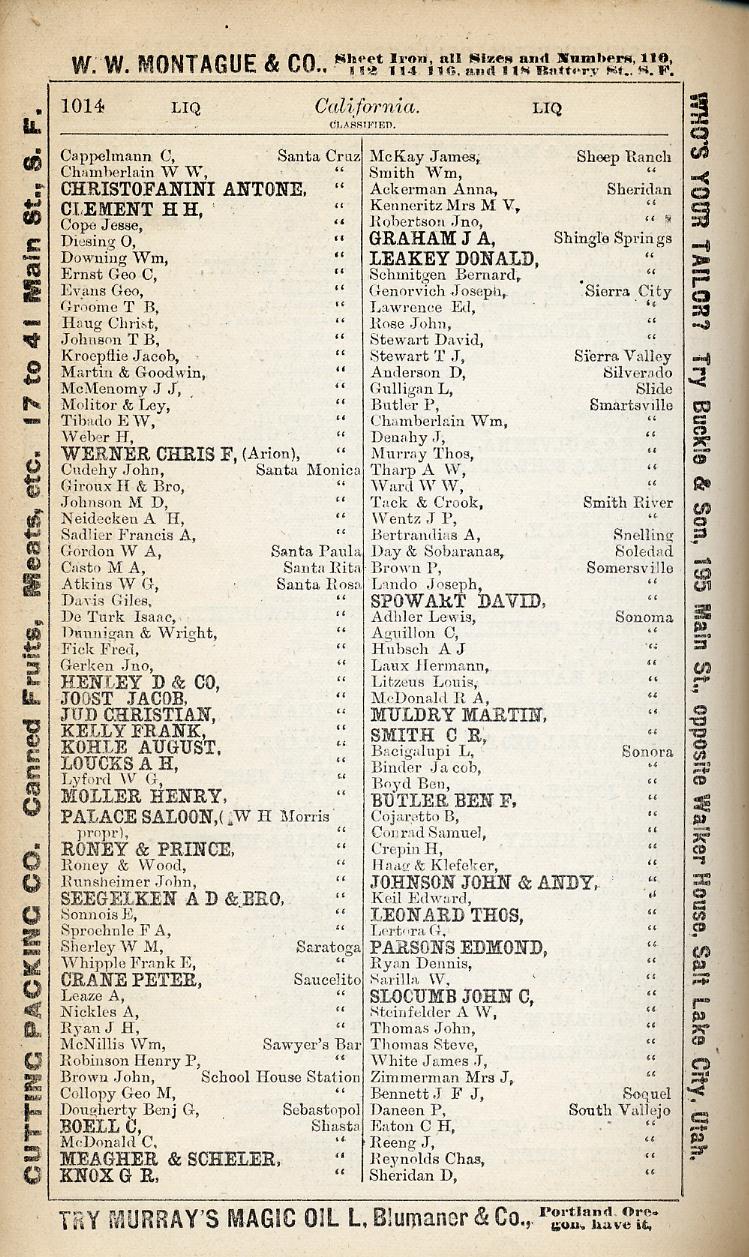 W. W. MONTAGUE & CO., Sheet Iron, all Sizes and Numbers, 110,
112 114 116, and 118 Battery St., S. F.
CUTTING PACKING CO. Canned Fruits, Meats, etc. 17 to 41 Main St., S. F.
1014 LIQ California. LIQ
CLASSIFIED.
Cappelmann C, Santa Cruz
Chamberlain W W, “
CHRISTOFANINI ANTONE, “
CLEMENT H H, “
Cope Jesse, “
Diesing O, “
Downing Wm, “
Ernst Geo C, “
Evans Geo, “
Groome T B, “
Haug Christ, “
Johnson T B, “
Kroepflie Jacob, “
Martin & Goodwin, “
McMenomy J J, “
Molitor & Ley, “
Tibado E W, “
Weber H, “
WERNER CHRIS F, (Arion), “
Cudehy John, Santa Monica
Giroux H & Bro, “
Johnson M D, “
Neidecken A H, “
Sadlier Francis A, “
Gordon W A, Santa Paula
Casto M A, Santa Rita
Atkins W G, Santa Rosa
Davis Giles, “
De Turk Isaac, “
Dunnigan & Wright, “
Fick Fred, “
Gerken Jno, “
HENLEY D & CO, “
JOOST JACOB, “
JUD CHRISTIAN, “
KELLY FRANK, “
KOHLE AUGUST, “
LOUCKS A H, “
Lyford W G, “
MOLLER HENRY, “
PALACE SALOON, (W H Morris
propr), “
RONEY & PRINCE, “
Roney & Wood, “
Runsheimer John, “
SEEGELKEN A D & BRO, “
Sonnois E, “
Sproehnle F A, “
Sherley W M, Saratoga
Whipple Frank E, “
CRANE PETER, Saucelito
Leaze A, “
Nickles A, “
Ryan J H, “
McNillis Wm, Sawyer's Bar
Robinson Henry P, “
Brown John, School House Station
Collopy Geo M, “
Dougherty Benj G, Sebastopol
BOELL C, Shasta
McDonald C, “
MEAGHER & SCHELER, “
KNOX G R, “
McKay James, Sheep Ranch
Smith Wm, “
Ackerman Anna, Sheridan
Kenneritz Mrs M V, “
Robertson Jno, “
GRAHAM J A, Shingle Springs
LEAKEY DONALD, “
Schmitgen Bernard, “
Genorvich Joseph, Sierra City
Lawrence Ed, “
Rose John, “
Stewart David, “
Stewart T J, Sierra Valley
Anderson D, Silverado
Gulligan L, Slide
Butler P, Smartsville
Chamberlain Wm, “
Denahy J, “
Murray Thos, “
Tharp A W, “
Ward W W, “
Tack & Crook, Smith River
Wentz J P, “
Bertrandias A, Snelling
Day & Sobaranas, Soledad
Brown P, Somersville
Lando Joseph, “
SPOWART DAVID, “
Adhler Lewis, Sonoma
Aguillon C, “
Hubsch A J “
Laux Hermann, “
Litzeus Louis, “
McDonald R A, “
MULDRY MARTIN, “
SMITH C R, “
Bacigalupi L, Sonora
Binder Jacob, “
Boyd Ben, “
BUTLER BEN F, “
Cojaretto B, “
Conrad Samuel, “
Crepin H, “
Haag & Klefeker, “
JOHNSON JOHN & ANDY, “
Keil Edward, “
LEONARD THOS, “
Lertora G, “
PARSONS EDMOND, “
Ryan Dennis, “
Sarilla W, “
SLOCUMB JOHN C, “
Steinfelder A W, “
Thomas John, “
Thomas Steve, “
White James J, “
Zimmerman Mrs J, “
Bennett J F J, Soquel
Daneen P, South Vallejo
Eaton C H, “
Reeng J, “
Reynolds Chas, “
Sheridan D, “
WHO'S YOUR TAILOR? Try Buckle & Son, 195 Main St., opposite Walker House, Salt Lake City, Utah.
TRY MURRAY'S MAGIC OIL L, Blumaner & Co., Portland, Ore-
gon, have it,